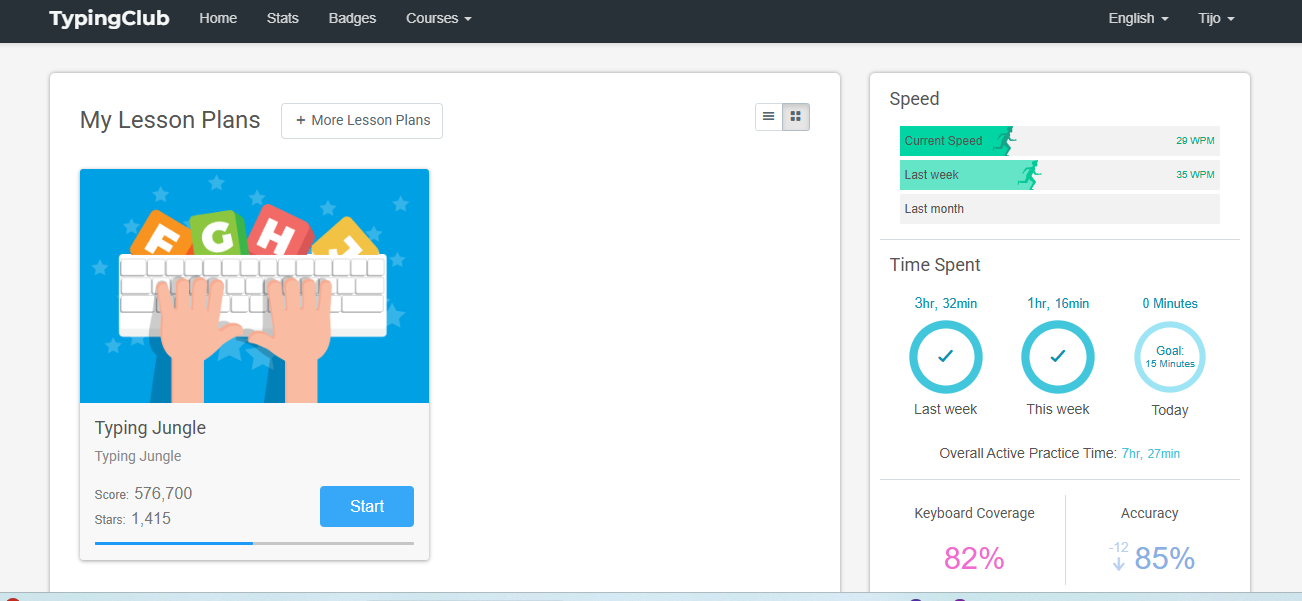 TypingClub Home Stats Badges Courses English Tijo
My Lesson Plans + More Lesson Plans
F G H J
Typing Jungle
Typing Jungle
Score: 576,700
Stars: 1,415
Start
Speed
Current Speed 29 WPM
Last week 35 WPM
Last month
Time Spent
3hr, 32min 1hr, 16min 0 Minutes
Goal:
15 Minutes
Last week This week Today
Overall Active Practice Time: 7hr, 27min
Keyboard Coverage Accuracy
82% -12 85%